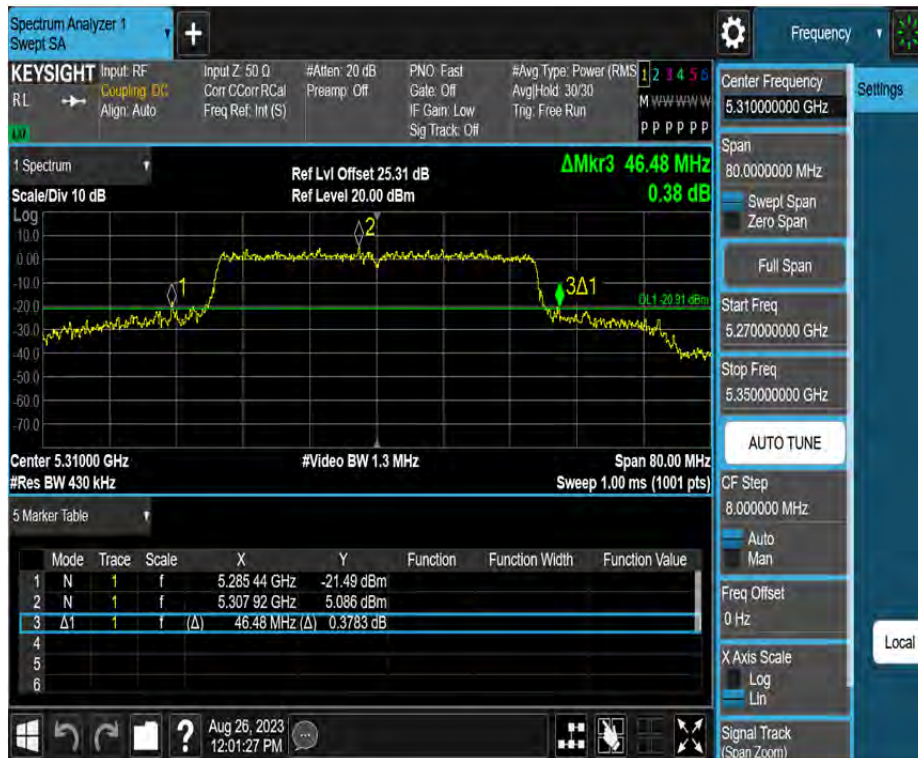 Spectrum Analyzer 1
Swept SA
+
Frequency
KEYSIGHT
RL
Input: RF
Coupling: DC
Align: Auto
Input Z: 50 Ω
Corr CCorr RCal
Freq Ref: Int (S)
#Atten: 20 dB
Preamp: Off
PNO: Fast
Gate: Off
IF Gain: Low
Sig Track: Off
#Avg Type: Power (RMS
Avg|Hold: 30/30
Trig: Free Run
1 2 3 4 5 6
M W W W W W
P P P P P P
1 Spectrum
Scale/Div 10 dB
Ref Lvl Offset 25.31 dB
Ref Level 20.00 dBm
ΔMkr3 46.48 MHz
0.38 dB
Log
10.0
0.00
-10.0
-20.0
-30.0
-40.0
-50.0
-60.0
-70.0
1
2
3Δ1
DL1 -20.91 dBm
Center 5.31000 GHz
#Res BW 430 kHz
#Video BW 1.3 MHz
Span 80.00 MHz
Sweep 1.00 ms (1001 pts)
5 Marker Table
Mode Trace Scale X Y Function Function Width Function Value
1 N 1 f 5.285 44 GHz -21.49 dBm
2 N 1 f 5.307 92 GHz 5.086 dBm
3 Δ1 1 f (Δ) 46.48 MHz (Δ) 0.3783 dB
4
5
6
?
Aug 26, 2023
12:01:27 PM
Center Frequency
5.310000000 GHz
Span
80.0000000 MHz
Swept Span
Zero Span
Full Span
Start Freq
5.270000000 GHz
Stop Freq
5.350000000 GHz
AUTO TUNE
CF Step
8.000000 MHz
Auto
Man
Freq Offset
0 Hz
X Axis Scale
Log
Lin
Signal Track
(Span Zoom)
Settings
Local